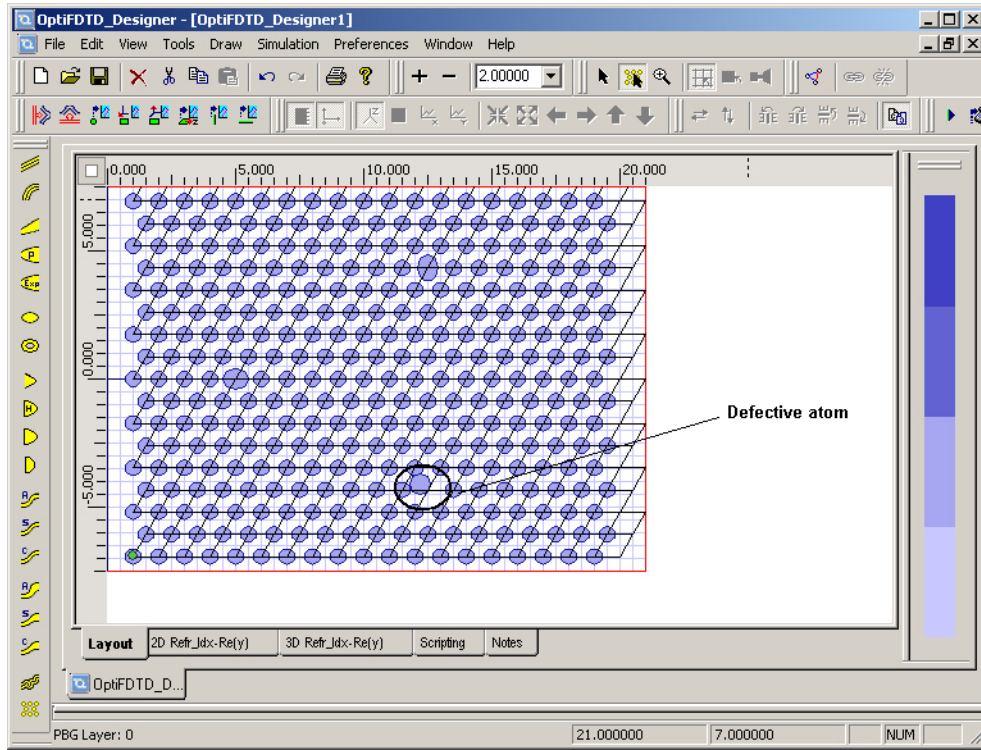 OptiFDTD_Designer - [OptiFDTD_Designer1]
File Edit View Tools Draw Simulation Preferences Window Help
2.00000
0.000 5.000 10.000 15.000 20.000
5.000
0.000
-5.000
Defective atom
Layout 2D Refr_Idx-Re(y) 3D Refr_Idx-Re(y) Scripting Notes
OptiFDTD_D...
PBG Layer: 0 21.000000 7.000000 NUM